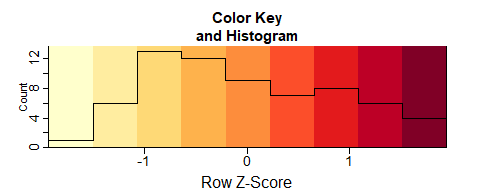 Color Key
and Histogram
Count
12
8
4
0
-1 0 1
Row Z-Score